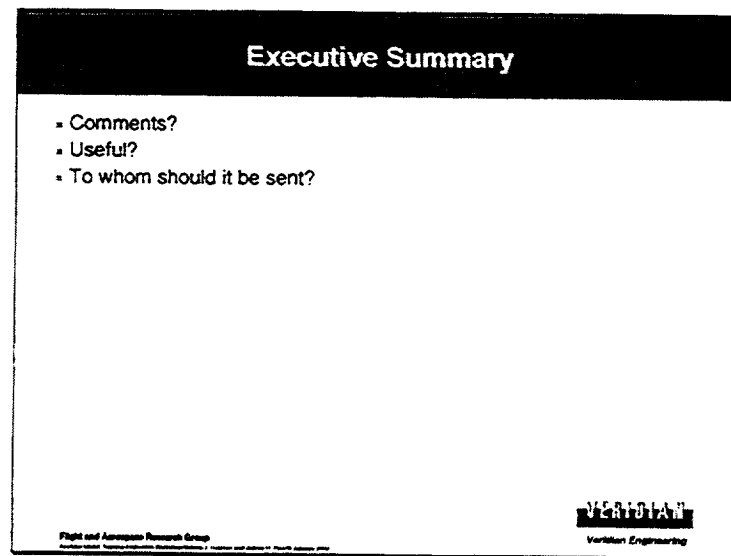 Executive Summary
Comments?
Useful?
To whom should it be sent?
VERIDIAN
Veridian Engineering
Flight and Aerospace Research Group